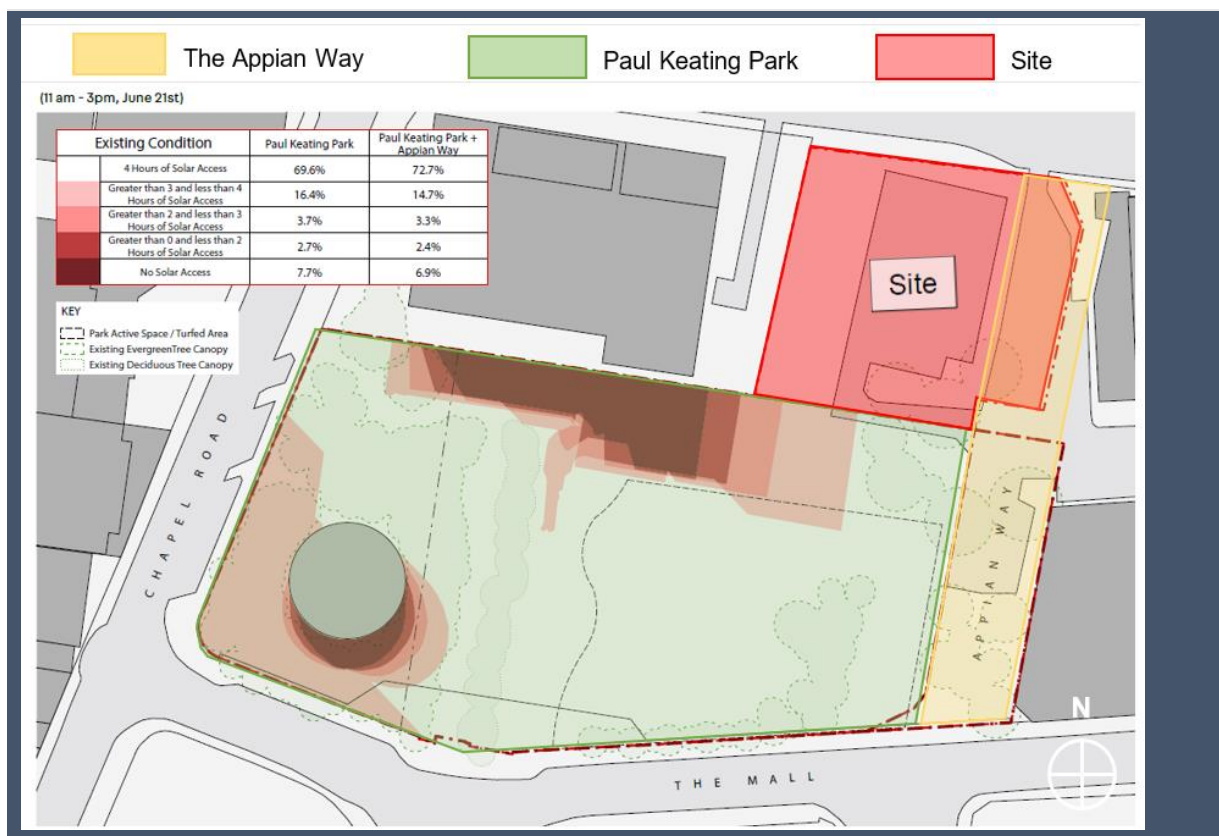 The Appian Way
Paul Keating Park
Site
(11 am - 3pm, June 21st)
Existing Condition
Paul Keating Park
Paul Keating Park +
Appian Way
4 Hours of Solar Access
69.6%
72.7%
Greater than 3 and less than 4
Hours of Solar Access
16.4%
14.7%
Greater than 2 and less than 3
Hours of Solar Access
3.7%
3.3%
Greater than 0 and less than 2
Hours of Solar Access
2.7%
2.4%
No Solar Access
7.7%
6.9%
Site
KEY
Park Active Space / Turfed Area
Existing EvergreenTree Canopy
Existing Deciduous Tree Canopy
CHAPEL ROAD
APPIAN WAY
N
THE MALL